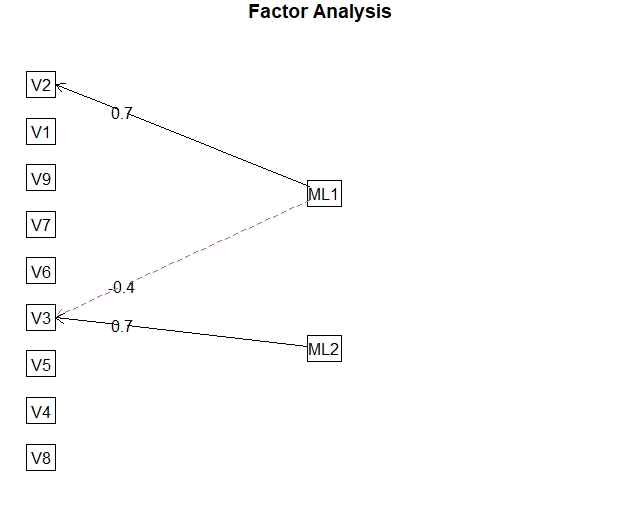 Factor Analysis
V2
0.7
V1
V9
ML1
V7
V6
-0.4
V3
0.7
ML2
V5
V4
V8